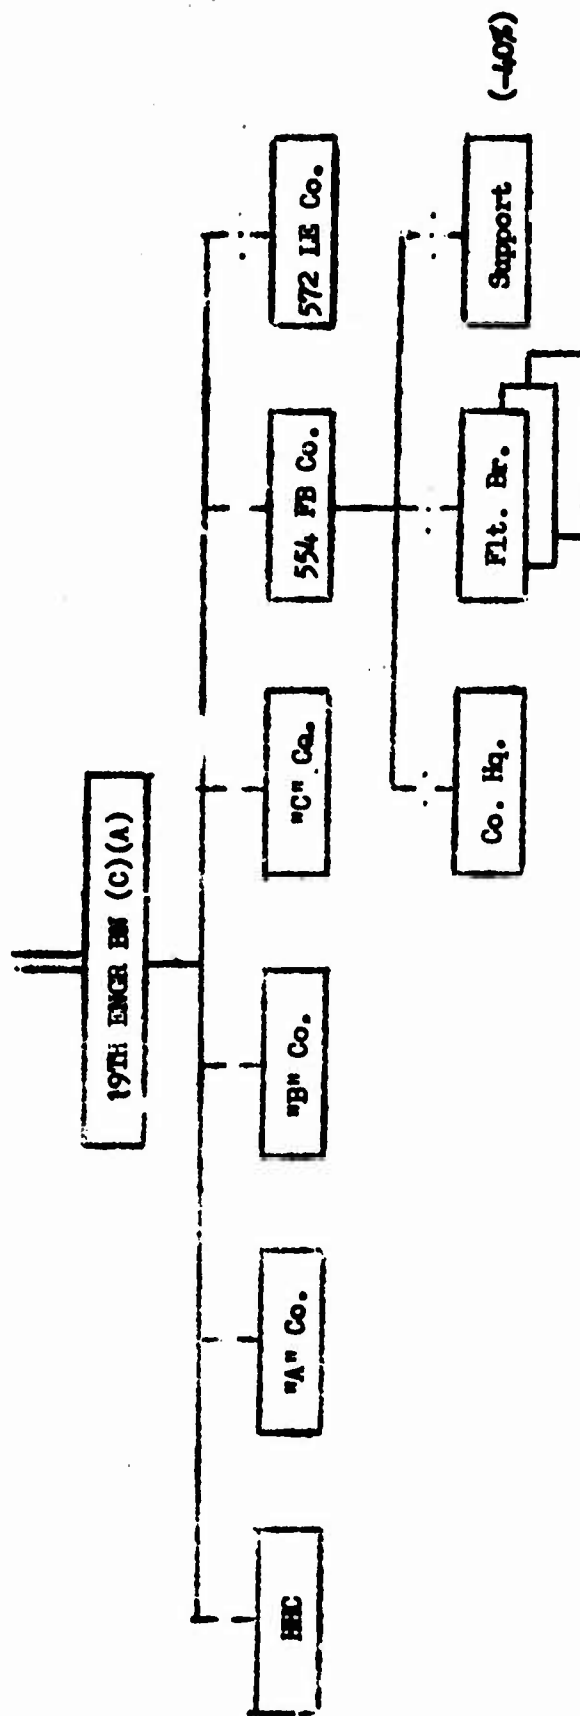 19TH ENGR BN (C)(A)
HHC
"A" Co.
"B" Co.
"C" Co.
554 FB Co.
572 LE Co.
Co. Hq.
Flt. Br.
Support
(-40%)